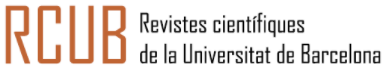 RCUB Revistes científiques
de la Universitat de Barcelona